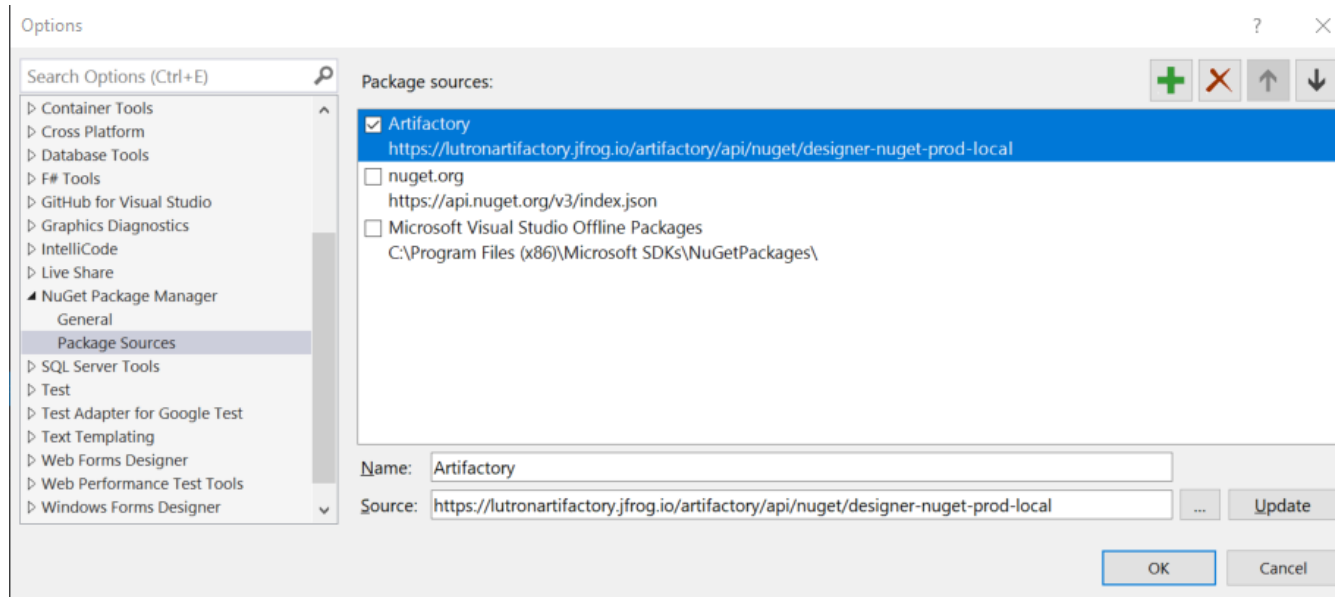 Options
?
Search Options (Ctrl+E)
Container Tools
Cross Platform
Database Tools
F# Tools
GitHub for Visual Studio
Graphics Diagnostics
IntelliCode
Live Share
NuGet Package Manager
General
Package Sources
SQL Server Tools
Test
Test Adapter for Google Test
Text Templating
Web Forms Designer
Web Performance Test Tools
Windows Forms Designer
Package sources:
Artifactory
https://lutronartifactory.jfrog.io/artifactory/api/nuget/designer-nuget-prod-local
nuget.org
https://api.nuget.org/v3/index.json
Microsoft Visual Studio Offline Packages
C:\Program Files (x86)\Microsoft SDKs\NuGetPackages\
Name: Artifactory
Source: https://lutronartifactory.jfrog.io/artifactory/api/nuget/designer-nuget-prod-local ... Update
OK Cancel